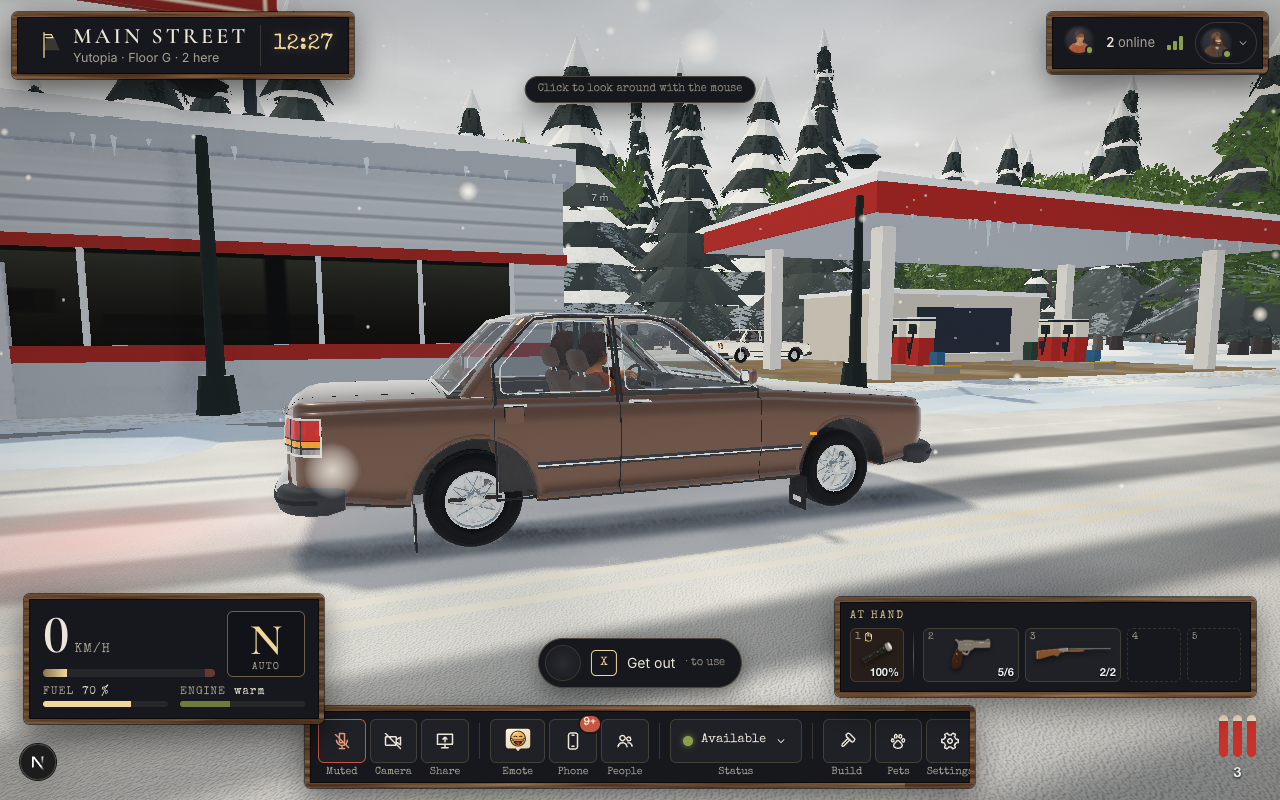 MAIN STREET
Yutopia · Floor G · 2 here
12:27
2 online
Click to look around with the mouse
7 m
0 KM/H
N
AUTO
FUEL 70 %
ENGINE warm
X Get out · to use
AT HAND
1 100%
2 5/6
3 2/2
4
5
9+
Available
Muted
Camera
Share
Emote
Phone
People
Status
Build
Pets
Settings
N
3